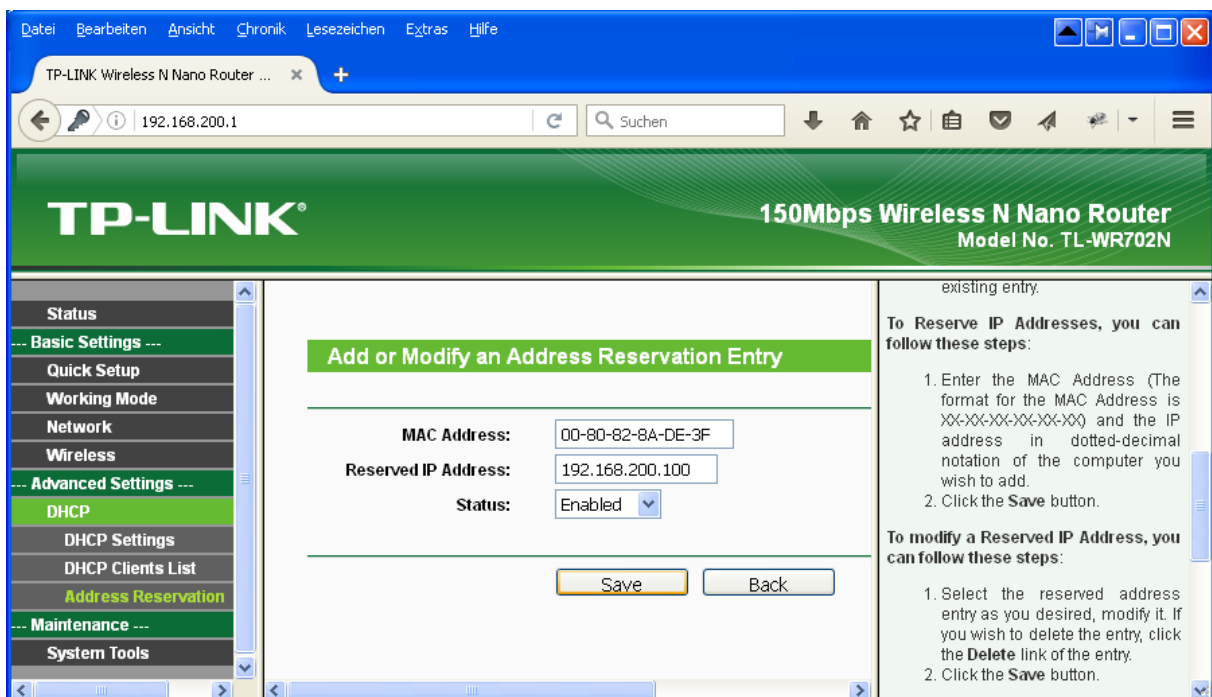 Datei Bearbeiten Ansicht Chronik Lesezeichen Extras Hilfe
TP-LINK Wireless N Nano Router ...
192.168.200.1
Suchen
TP-LINK®
150Mbps Wireless N Nano Router
Model No. TL-WR702N
Status
--- Basic Settings ---
Quick Setup
Working Mode
Network
Wireless
--- Advanced Settings ---
DHCP
DHCP Settings
DHCP Clients List
Address Reservation
--- Maintenance ---
System Tools
Add or Modify an Address Reservation Entry
MAC Address: 00-80-82-8A-DE-3F
Reserved IP Address: 192.168.200.100
Status: Enabled
Save Back
existing entry.
To Reserve IP Addresses, you can
follow these steps:
1. Enter the MAC Address (The
format for the MAC Address is
XX-XX-XX-XX-XX-XX) and the IP
address in dotted-decimal
notation of the computer you
wish to add.
2. Click the Save button.
To modify a Reserved IP Address, you
can follow these steps:
1. Select the reserved address
entry as you desired, modify it. If
you wish to delete the entry, click
the Delete link of the entry.
2. Click the Save button.